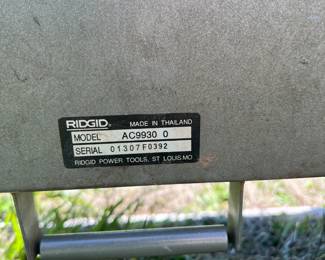 RIDGID® MADE IN THAILAND
MODEL AC9930 0
SERIAL 01307F0392
RIDGID POWER TOOLS, ST LOUIS.MO